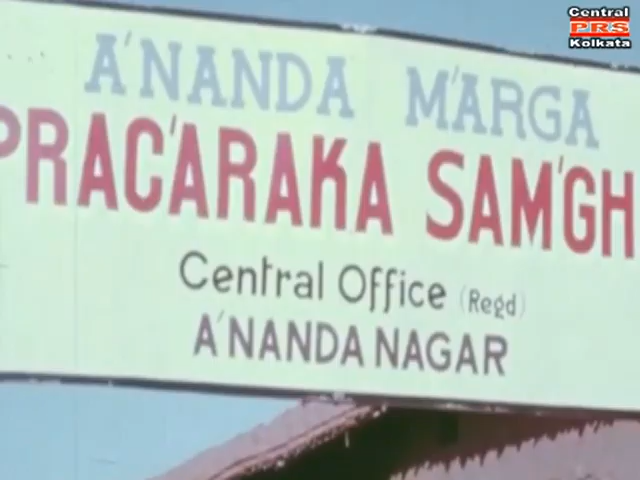 Central
PRS
Kolkata
A'NANDA M'ARGA
PRAC'ARAKA SAM'GH
Central Office (Regd)
A'NANDA NAGAR